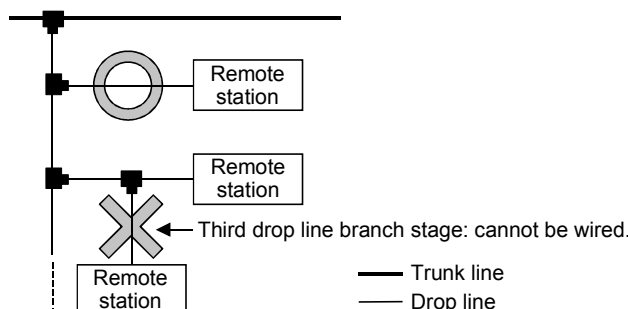 Remote
station
Remote
station
Third drop line branch stage: cannot be wired.
Remote
station
Trunk line
Drop line